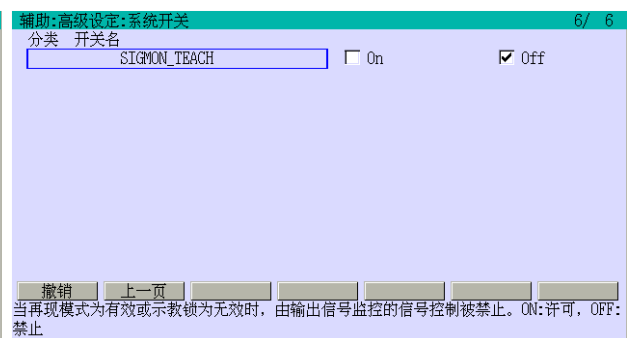 辅助:高级设定:系统开关 6/ 6
分类 开关名
SIGMON_TEACH On Off
撤销 上一页
当再现模式为有效或示教锁为无效时，由输出信号监控的信号控制被禁止。ON:许可，OFF:
禁止